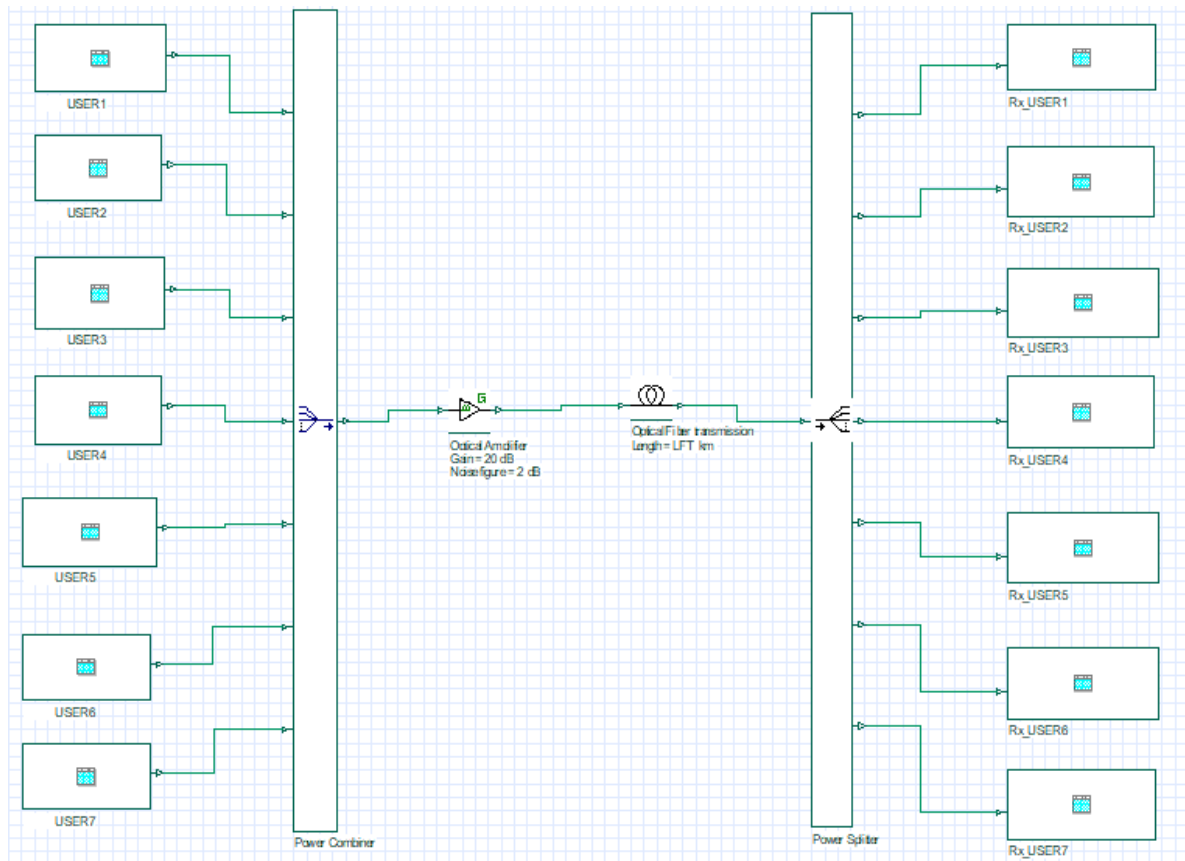 USER1
USER2
USER3
USER4
USER5
USER6
USER7
Power Combiner
G
Optical Amplifier
Gain = 20 dB
Noise figure = 2 dB
Optical Filter transmission
Length = LFT km
Power Splitter
Rx_USER1
Rx_USER2
Rx_USER3
Rx_USER4
Rx_USER5
Rx_USER6
Rx_USER7